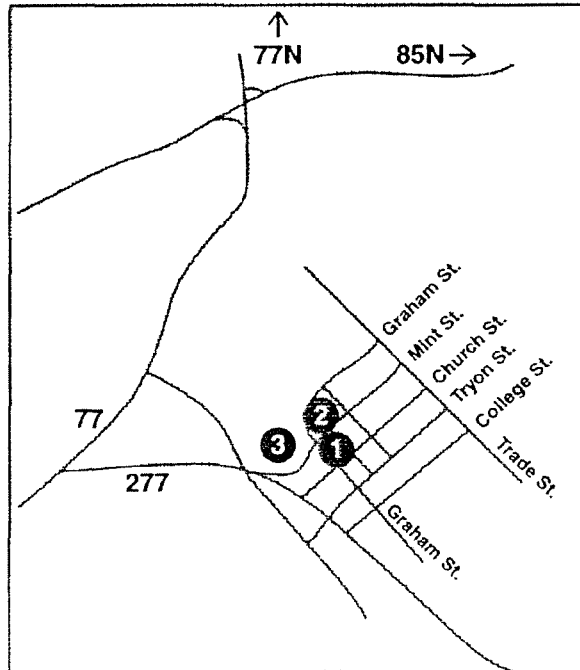 77N
85N
Graham St.
Mint St.
Church St.
Tryon St.
College St.
Trade St.
77
2
3
1
277
Graham St.